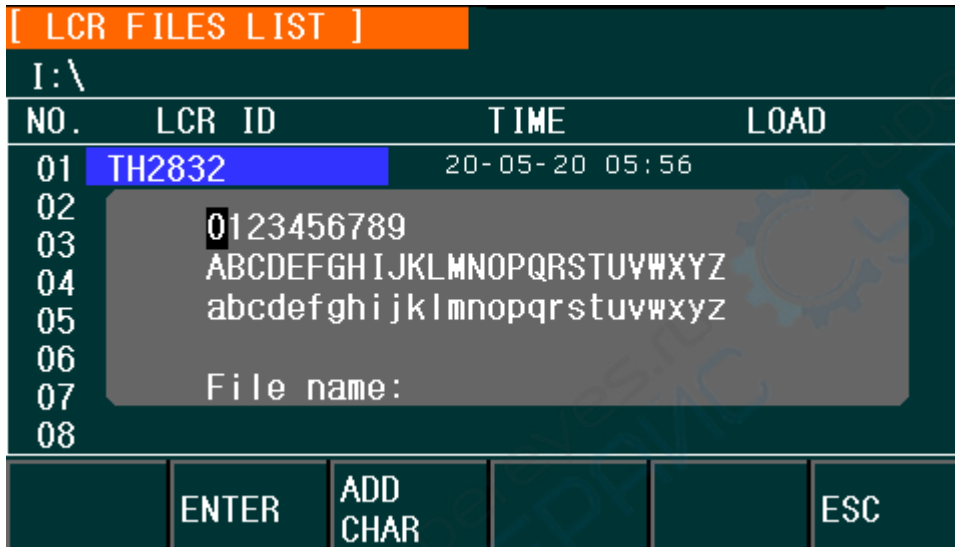 [ LCR FILES LIST ]
I:\
NO. LCR ID TIME LOAD
01 TH2832 20-05-20 05:56
02
0123456789
03
ABCDEFGHIJKLMNOPQRSTUVWXYZ
04
abcdefghijklmnopqrstuvwxyz
05
06
File name:
07
08
ENTER ADD CHAR ESC